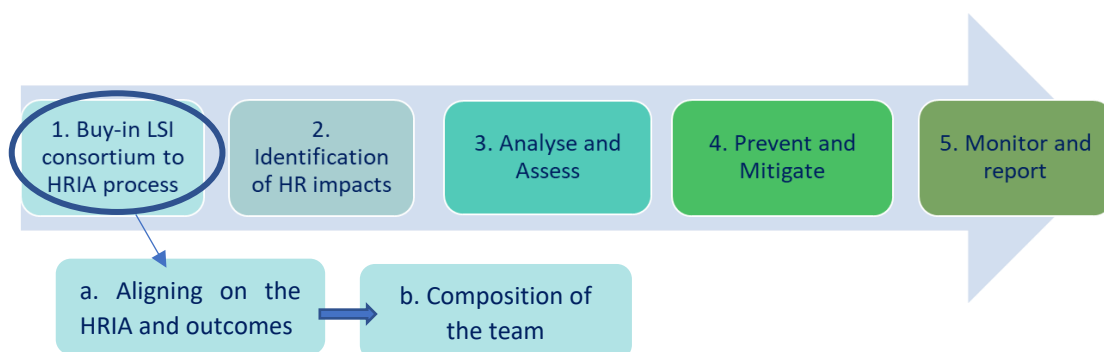 1. Buy-in LSI
consortium to
HRIA process
2.
Identification
of HR impacts
3. Analyse and
Assess
4. Prevent and
Mitigate
5. Monitor and
report
a. Aligning on the
HRIA and outcomes
b. Composition of
the team